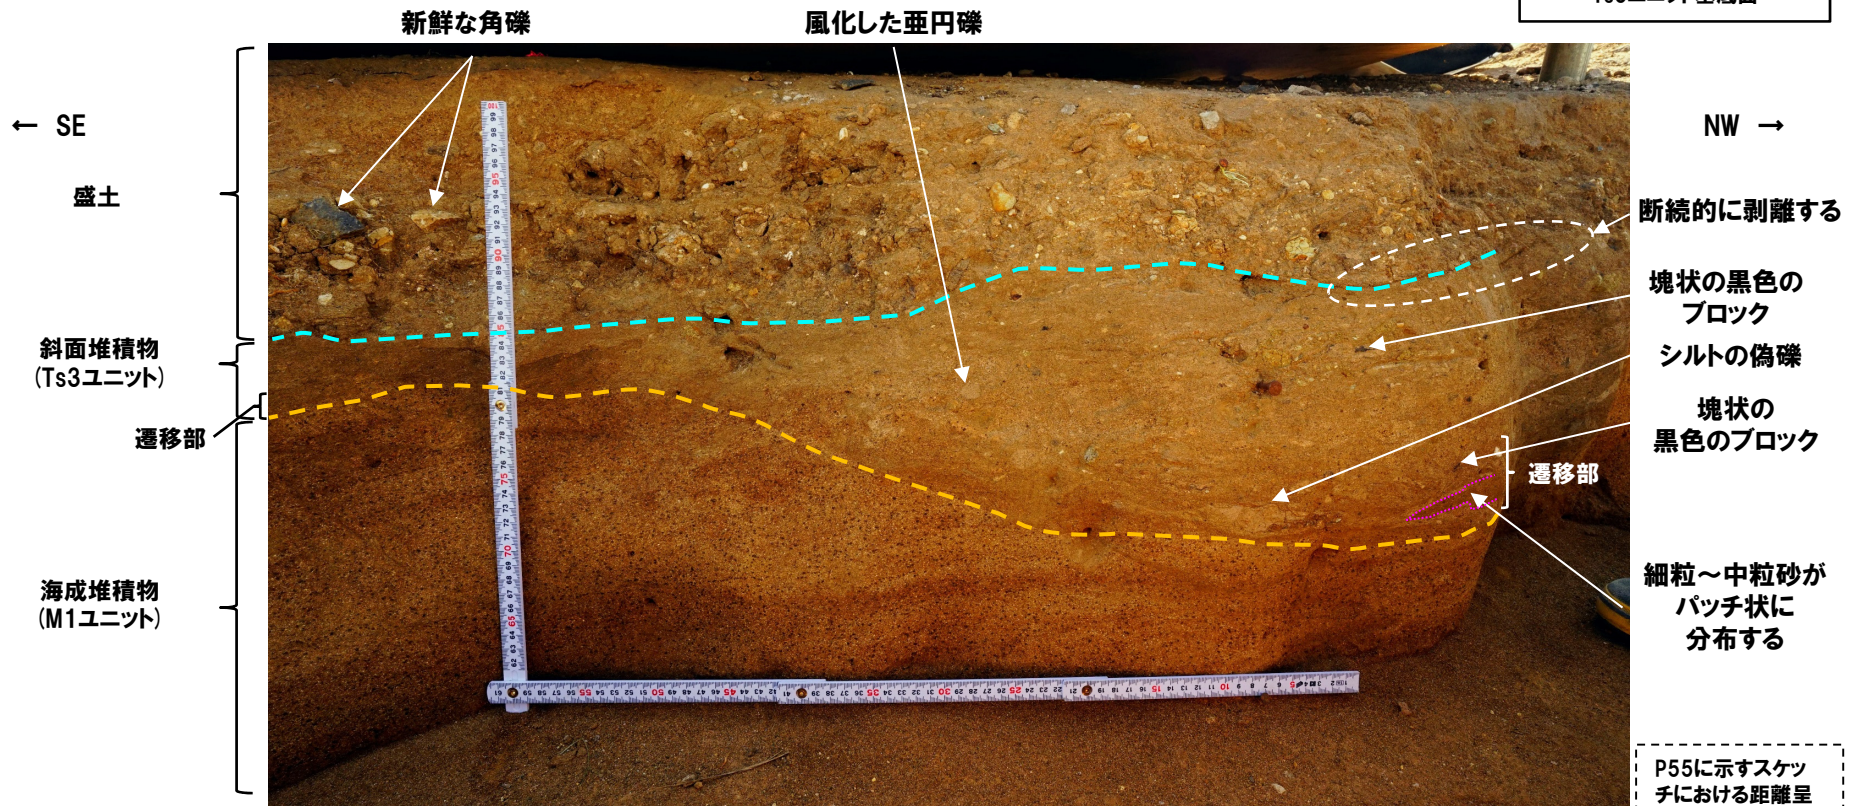 新鮮な角礫
風化した亜円礫
← SE
NW →
盛土
断続的に剥離する
塊状の黒色の
ブロック
斜面堆積物
(Ts3ユニット)
シルトの偽礫
遷移部
塊状の
黒色のブロック
遷移部
海成堆積物
(M1ユニット)
細粒~中粒砂が
パッチ状に
分布する
P55に示すスケッ
チにおける距離呈